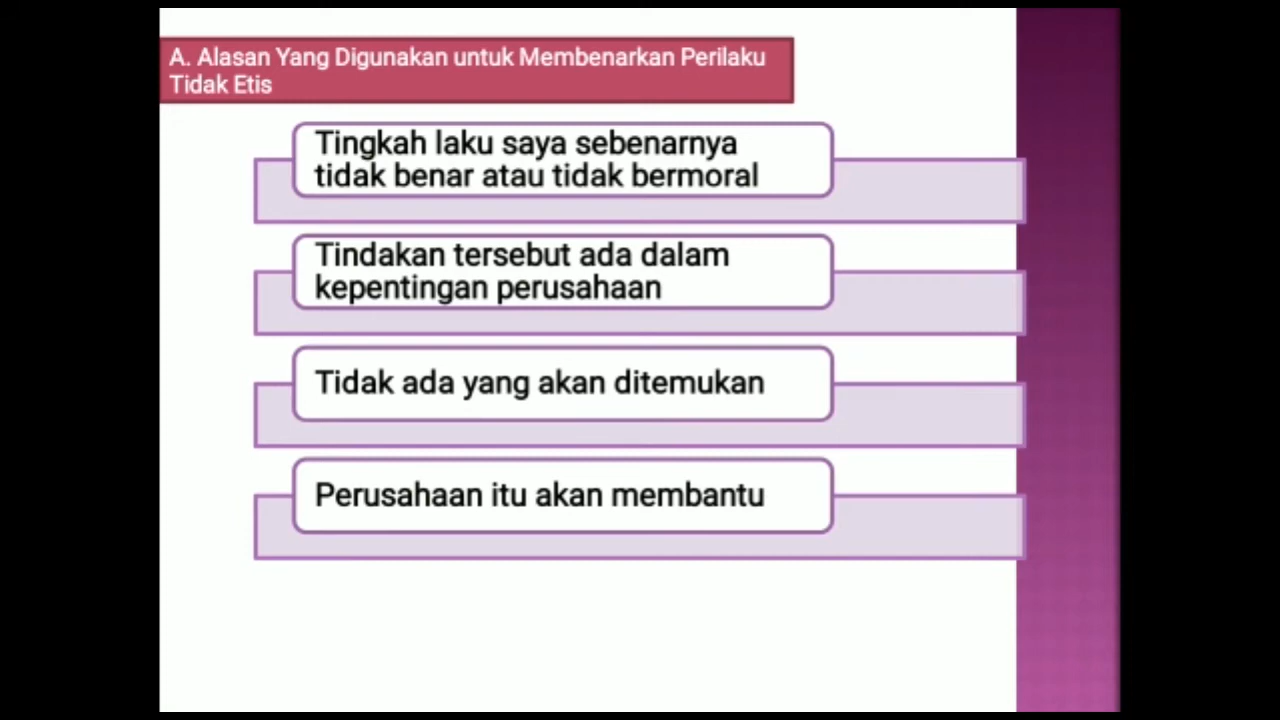 A. Alasan Yang Digunakan untuk Membenarkan Perilaku
Tidak Etis
Tingkah laku saya sebenarnya
tidak benar atau tidak bermoral
Tindakan tersebut ada dalam
kepentingan perusahaan
Tidak ada yang akan ditemukan
Perusahaan itu akan membantu